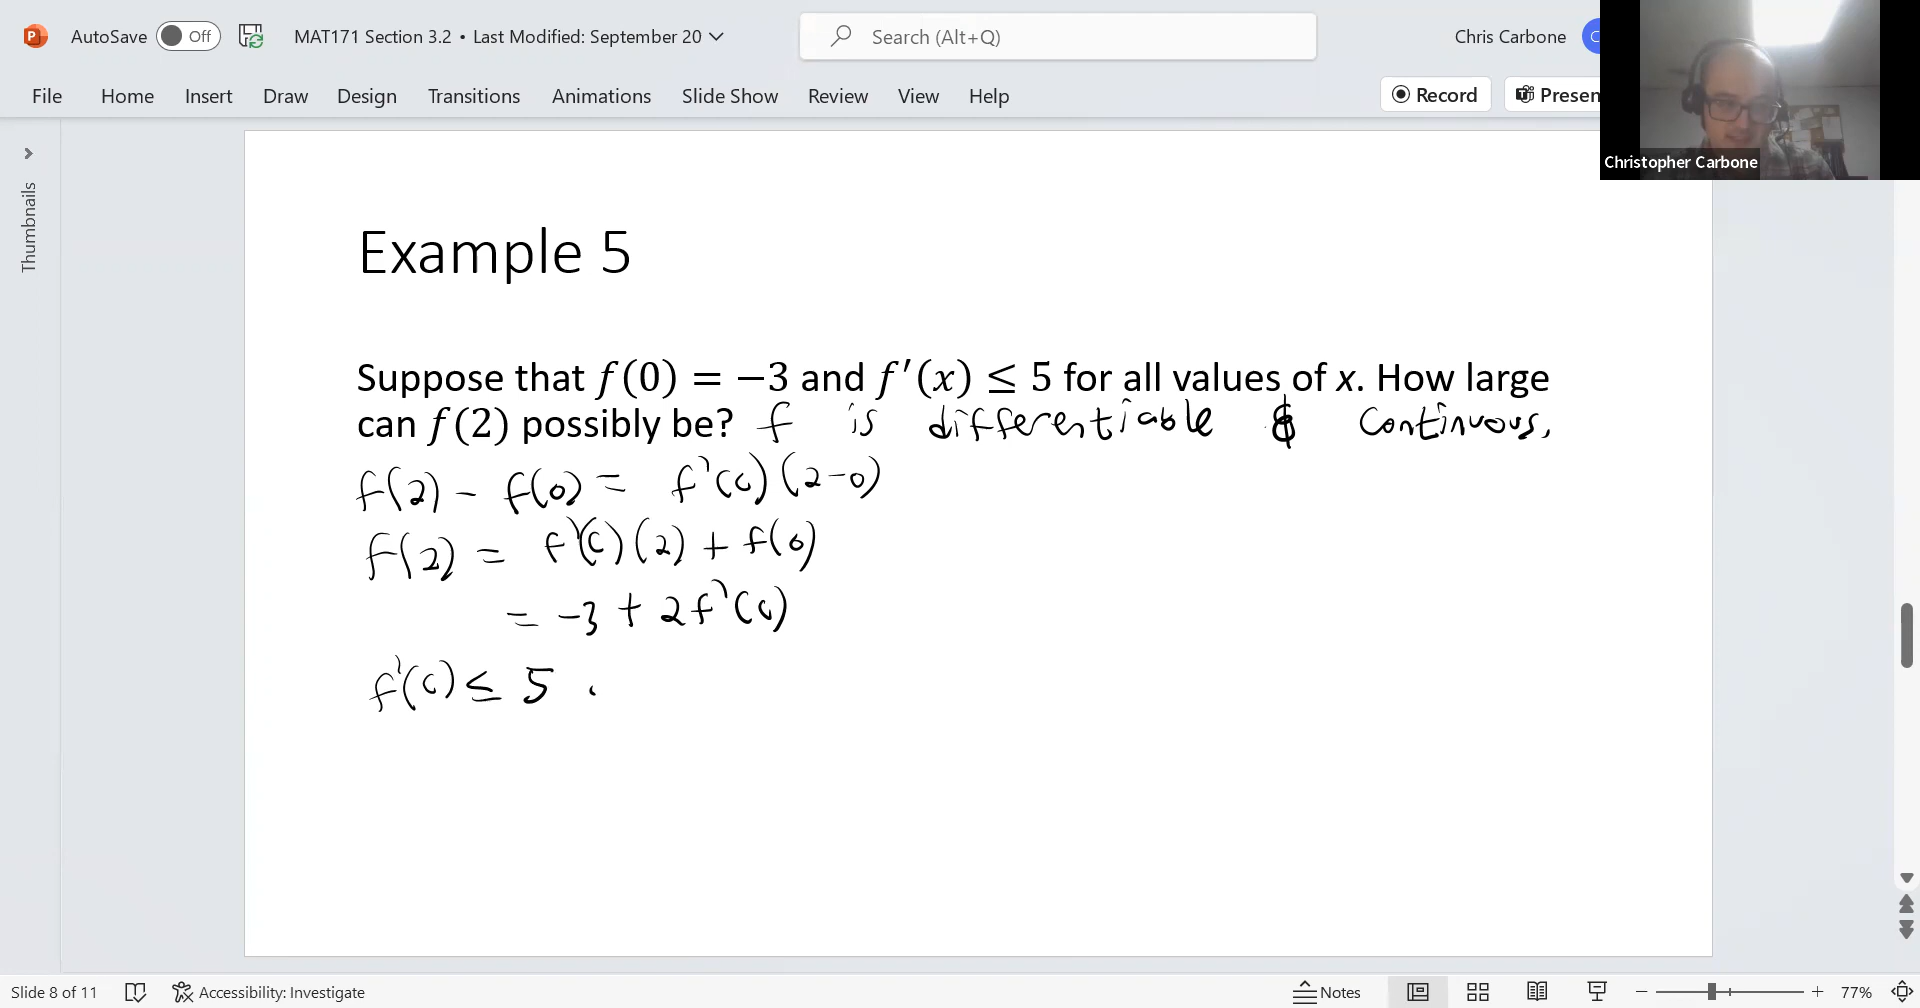 AutoSave Off MAT171 Section 3.2 • Last Modified: September 20 Search (Alt+Q) Chris Carbone
File Home Insert Draw Design Transitions Animations Slide Show Review View Help Record Presen
Christopher Carbone
Thumbnails
Example 5
Suppose that f(0) = −3 and f′(x) ≤ 5 for all values of x. How large
can f(2) possibly be? f is differentiable & continuous.
f(2) - f(0) = f'(c)(2-0)
f(2) = f'(c)(2) + f(0)
= -3 + 2f'(c)
f'(c) ≤ 5 .
Slide 8 of 11 Accessibility: Investigate Notes 77%